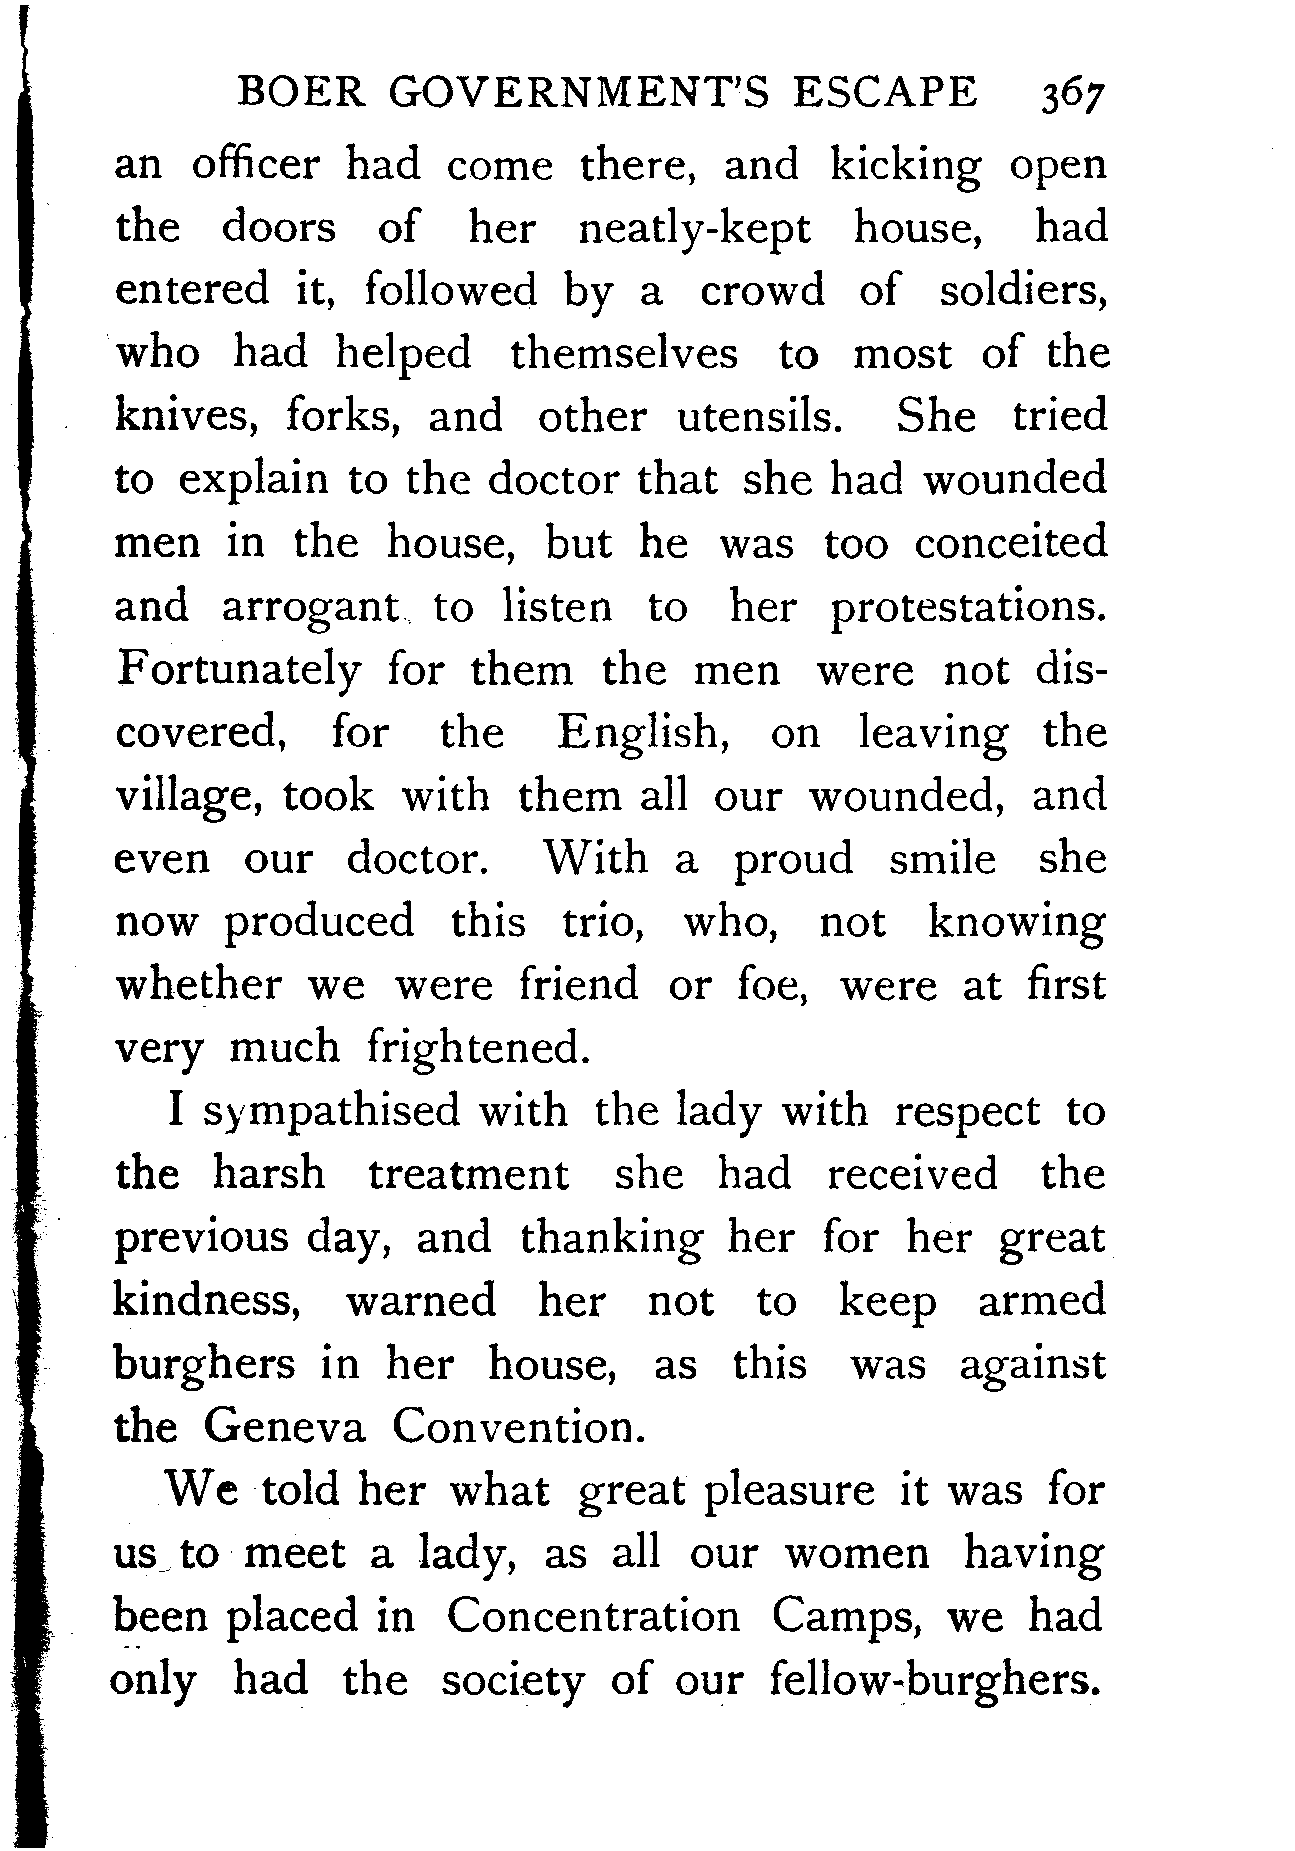 BOER GOVERNMENT'S ESCAPE 367
an officer had come there, and kicking open
the doors of her neatly-kept house, had
entered it, followed by a crowd of soldiers,
who had helped themselves to most of the
knives, forks, and other utensils. She tried
to explain to the doctor that she had wounded
men in the house, but he was too conceited
and arrogant to listen to her protestations.
Fortunately for them the men were not dis-
covered, for the English, on leaving the
village, took with them all our wounded, and
even our doctor. With a proud smile she
now produced this trio, who, not knowing
whether we were friend or foe, were at first
very much frightened.
I sympathised with the lady with respect to
the harsh treatment she had received the
previous day, and thanking her for her great
kindness, warned her not to keep armed
burghers in her house, as this was against
the Geneva Convention.
We told her what great pleasure it was for
us to meet a lady, as all our women having
been placed in Concentration Camps, we had
only had the society of our fellow-burghers.